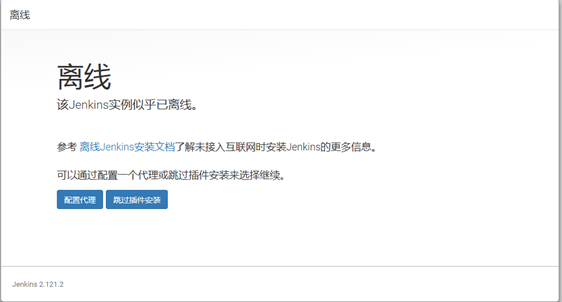 离线
离线
该Jenkins实例似乎已离线。
参考 离线Jenkins安装文档了解未接入互联网时安装Jenkins的更多信息。
可以通过配置一个代理或跳过插件安装来选择继续。
配置代理 跳过插件安装
Jenkins 2.121.2